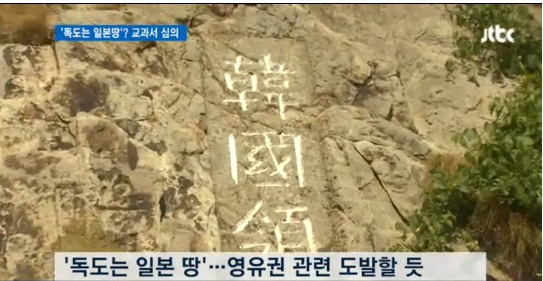 '독도는 일본땅'? 교과서 심의
jtbc
韓
國
領
'독도는 일본 땅'…영유권 관련 도발할 듯